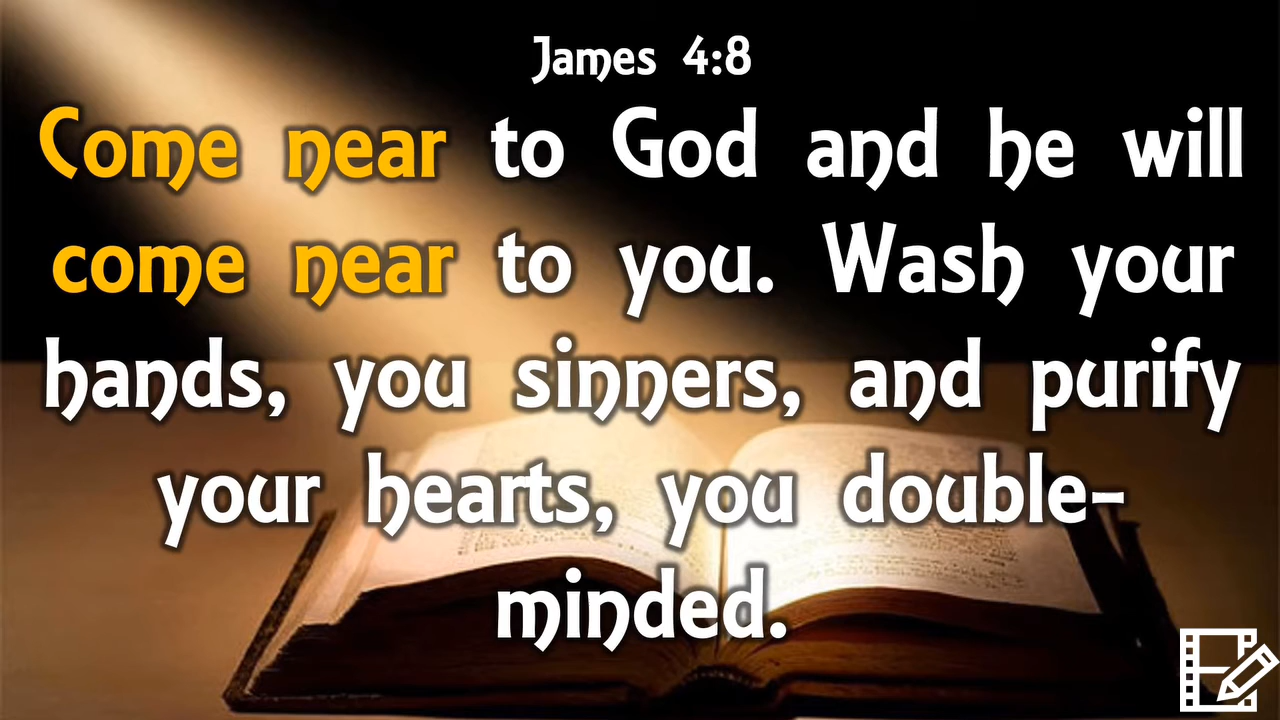 James 4:8
Come near to God and he will
come near to you. Wash your
hands, you sinners, and purify
your hearts, you double-
minded.